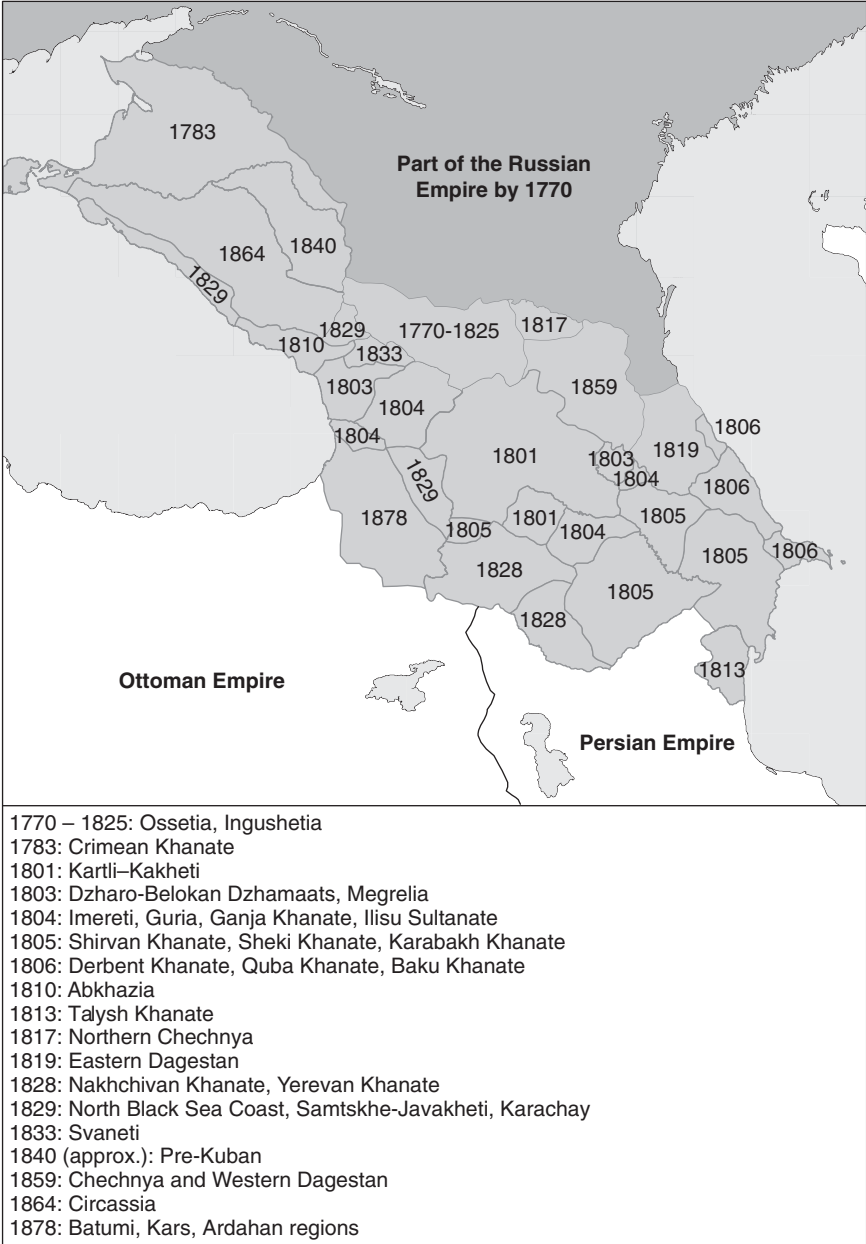 1783
Part of the Russian
Empire by 1770
1864
1840
1829
1829
1770-1825
1817
1810
1833
1803
1804
1859
1806
1804
1801
1803
1819
1804
1806
1829
1878
1805
1801
1804
1805
1805
1806
1828
1805
1828
1813
Ottoman Empire
Persian Empire
1770 – 1825: Ossetia, Ingushetia
1783: Crimean Khanate
1801: Kartli–Kakheti
1803: Dzharo-Belokan Dzhamaats, Megrelia
1804: Imereti, Guria, Ganja Khanate, Ilisu Sultanate
1805: Shirvan Khanate, Sheki Khanate, Karabakh Khanate
1806: Derbent Khanate, Quba Khanate, Baku Khanate
1810: Abkhazia
1813: Talysh Khanate
1817: Northern Chechnya
1819: Eastern Dagestan
1828: Nakhchivan Khanate, Yerevan Khanate
1829: North Black Sea Coast, Samtskhe-Javakheti, Karachay
1833: Svaneti
1840 (approx.): Pre-Kuban
1859: Chechnya and Western Dagestan
1864: Circassia
1878: Batumi, Kars, Ardahan regions